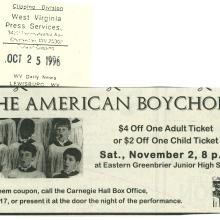 Clipping Division
West Virginia
Press Services,
OCT 25 1996
WV Daily News
LEWISBURG, WV
HE AMERICAN BOYCHO
$4 Off One Adult Ticket
or $2 Off One Child Ticket
Sat., November 2, 8 p.
at Eastern Greenbrier Junior High S
eem coupon, call the Carnegie Hall Box Office,
17, or present it at the door the night of the performance.